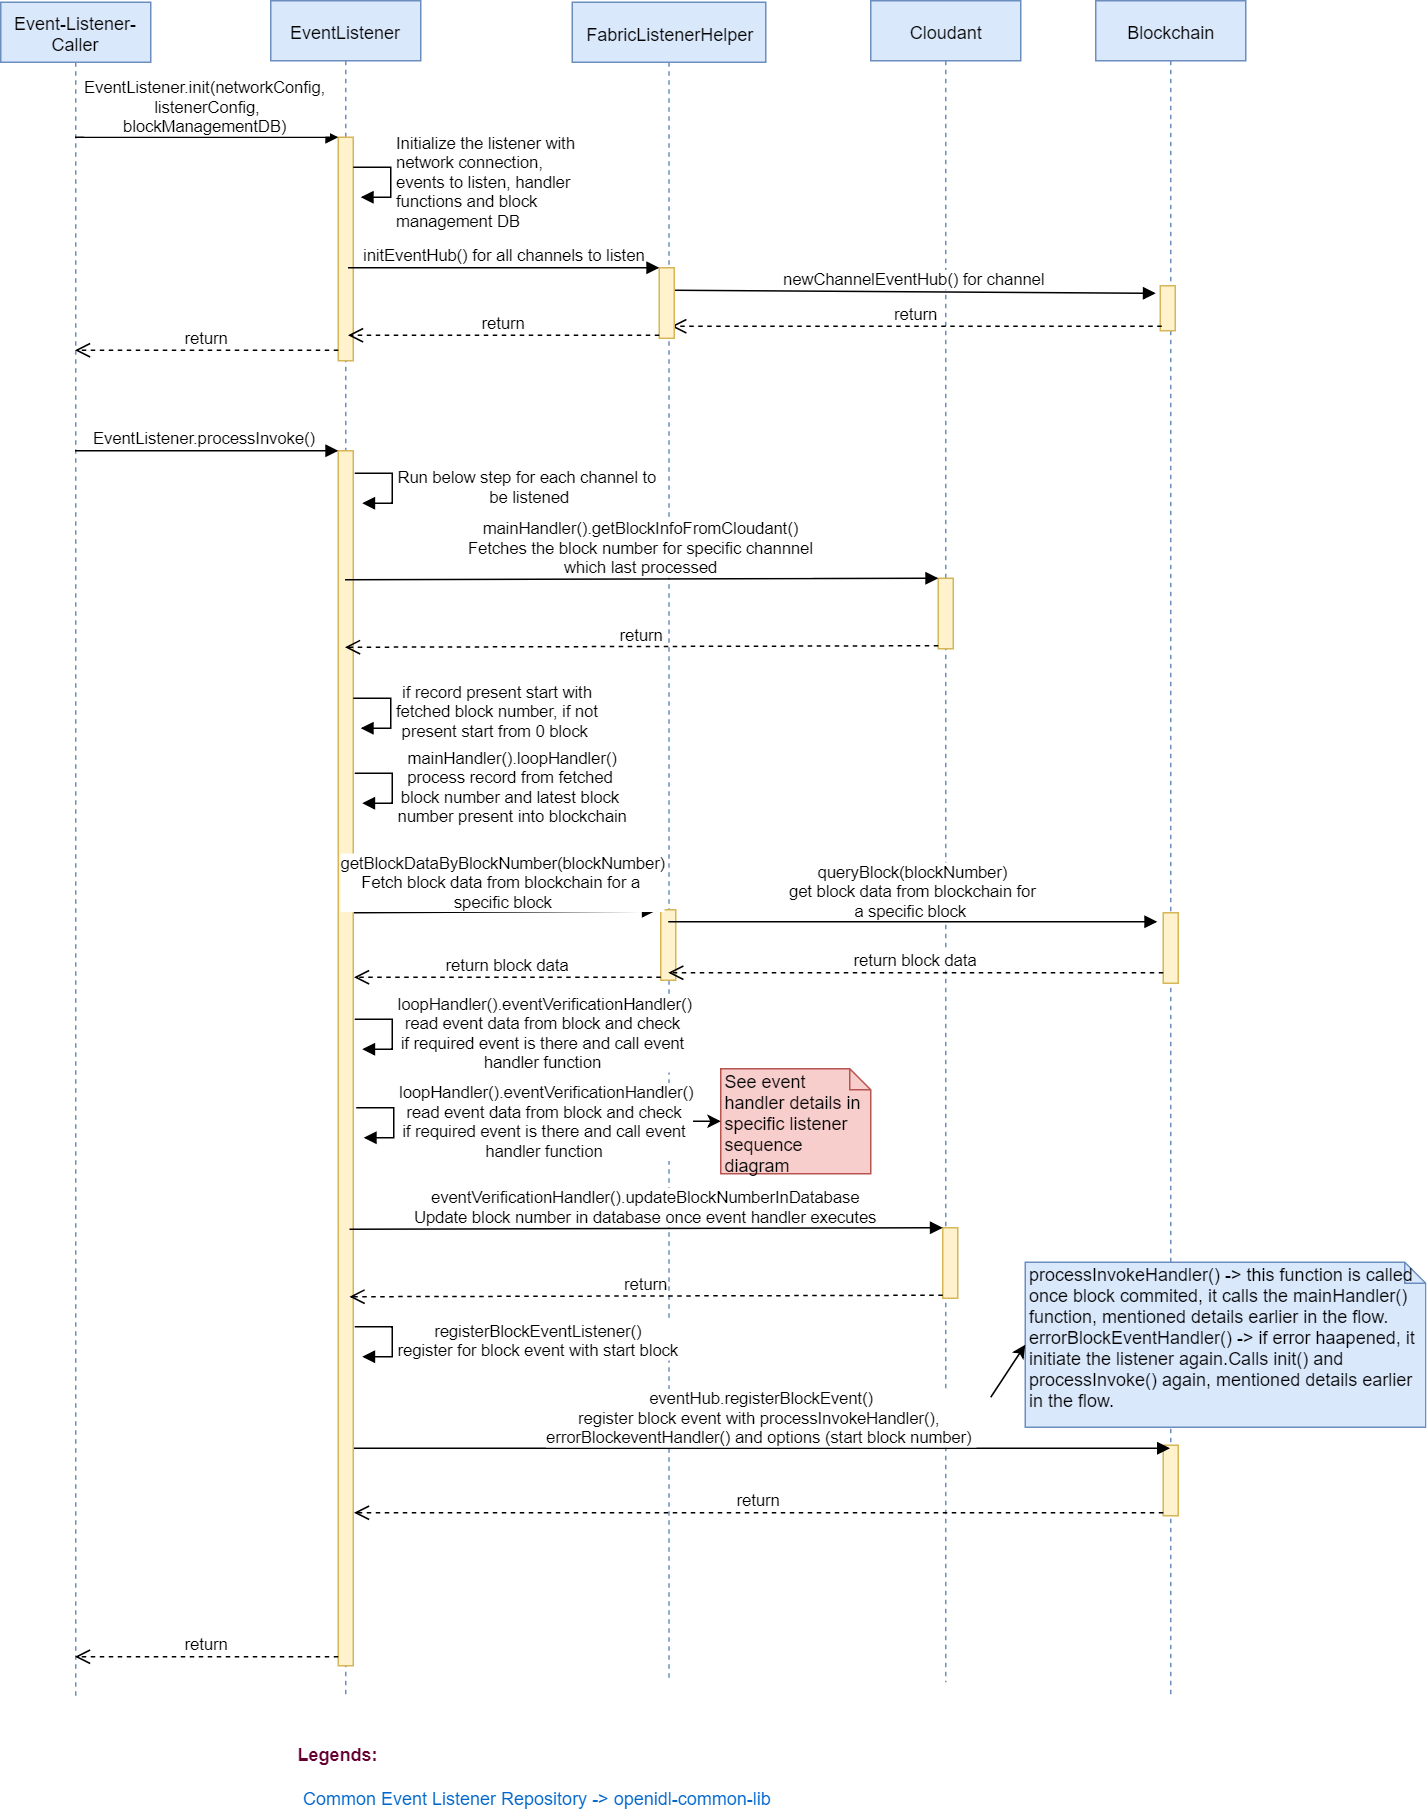 Event-Listener-
Caller
EventListener
FabricListenerHelper
Cloudant
Blockchain
EventListener.init(networkConfig,
listenerConfig,
blockManagementDB)
Initialize the listener with
network connection,
events to listen, handler
functions and block
management DB
initEventHub() for all channels to listen
newChannelEventHub() for channel
return
return
return
EventListener.processInvoke()
Run below step for each channel to
be listened
mainHandler().getBlockInfoFromCloudant()
Fetches the block number for specific channnel
which last processed
return
if record present start with
fetched block number, if not
present start from 0 block
mainHandler().loopHandler()
process record from fetched
block number and latest block
number present into blockchain
getBlockDataByBlockNumber(blockNumber)
Fetch block data from blockchain for a
specific block
queryBlock(blockNumber)
get block data from blockchain for
a specific block
return block data
return block data
loopHandler().eventVerificationHandler()
read event data from block and check
if required event is there and call event
handler function
loopHandler().eventVerificationHandler()
read event data from block and check
if required event is there and call event
handler function
See event
handler details in
specific listener
sequence
diagram
eventVerificationHandler().updateBlockNumberInDatabase
Update block number in database once event handler executes
return
processInvokeHandler() -> this function is called
once block commited, it calls the mainHandler()
function, mentioned details earlier in the flow.
errorBlockEventHandler() -> if error haapened, it
initiate the listener again.Calls init() and
processInvoke() again, mentioned details earlier
in the flow.
registerBlockEventListener()
register for block event with start block
eventHub.registerBlockEvent()
register block event with processInvokeHandler(),
errorBlockeventHandler() and options (start block number)
return
return
Legends:
Common Event Listener Repository -> openidl-common-lib